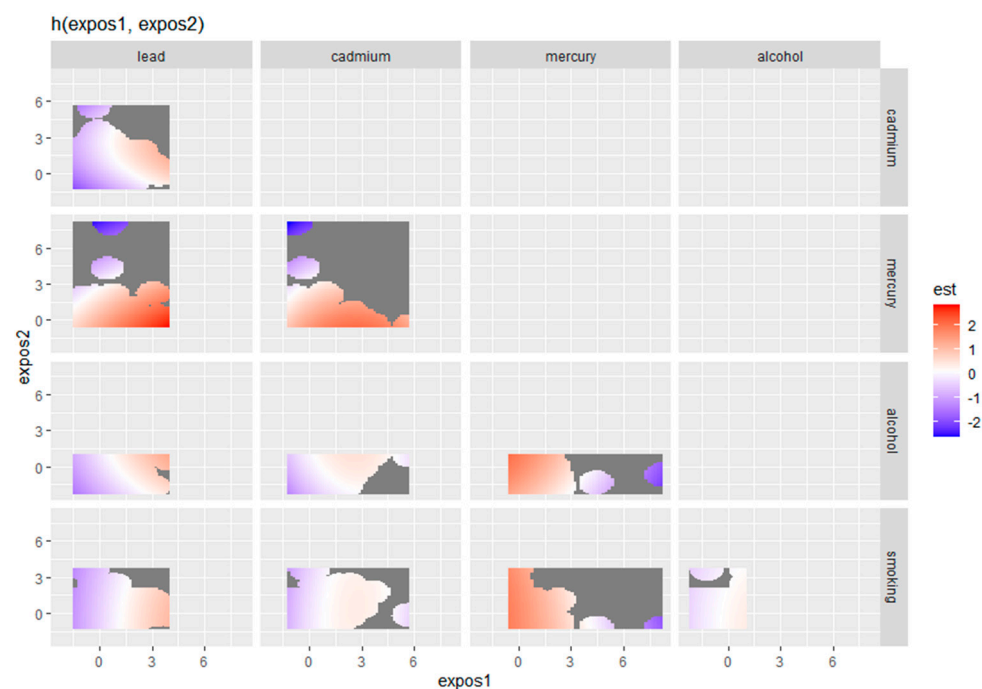 h(expos1, expos2)
lead cadmium mercury alcohol
6
3
0
cadmium
6
3
0
mercury
6
3
0
alcohol
6
3
0
smoking
expos2
0 3 6 0 3 6 0 3 6 0 3 6
expos1
est
2
1
0
-1
-2